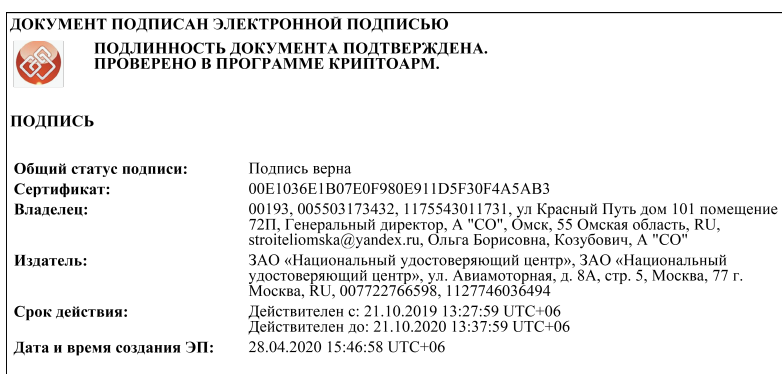 ДОКУМЕНТ ПОДПИСАН ЭЛЕКТРОННОЙ ПОДПИСЬЮ
ПОДЛИННОСТЬ ДОКУМЕНТА ПОДТВЕРЖДЕНА.
ПРОВЕРЕНО В ПРОГРАММЕ КРИПТОАРМ.
ПОДПИСЬ
Общий статус подписи: Подпись верна
Сертификат: 00E1036E1B07E0F980E911D5F30F4A5AB3
Владелец: 00193, 005503173432, 1175543011731, ул Красный Путь дом 101 помещение
72П, Генеральный директор, А "СО", Омск, 55 Омская область, RU,
stroiteliomska@yandex.ru, Ольга Борисовна, Козубович, А "СО"
Издатель: ЗАО «Национальный удостоверяющий центр», ЗАО «Национальный
удостоверяющий центр», ул. Авиамоторная, д. 8А, стр. 5, Москва, 77 г.
Москва, RU, 007722766598, 1127746036494
Срок действия: Действителен с: 21.10.2019 13:27:59 UTC+06
Действителен до: 21.10.2020 13:37:59 UTC+06
Дата и время создания ЭП: 28.04.2020 15:46:58 UTC+06